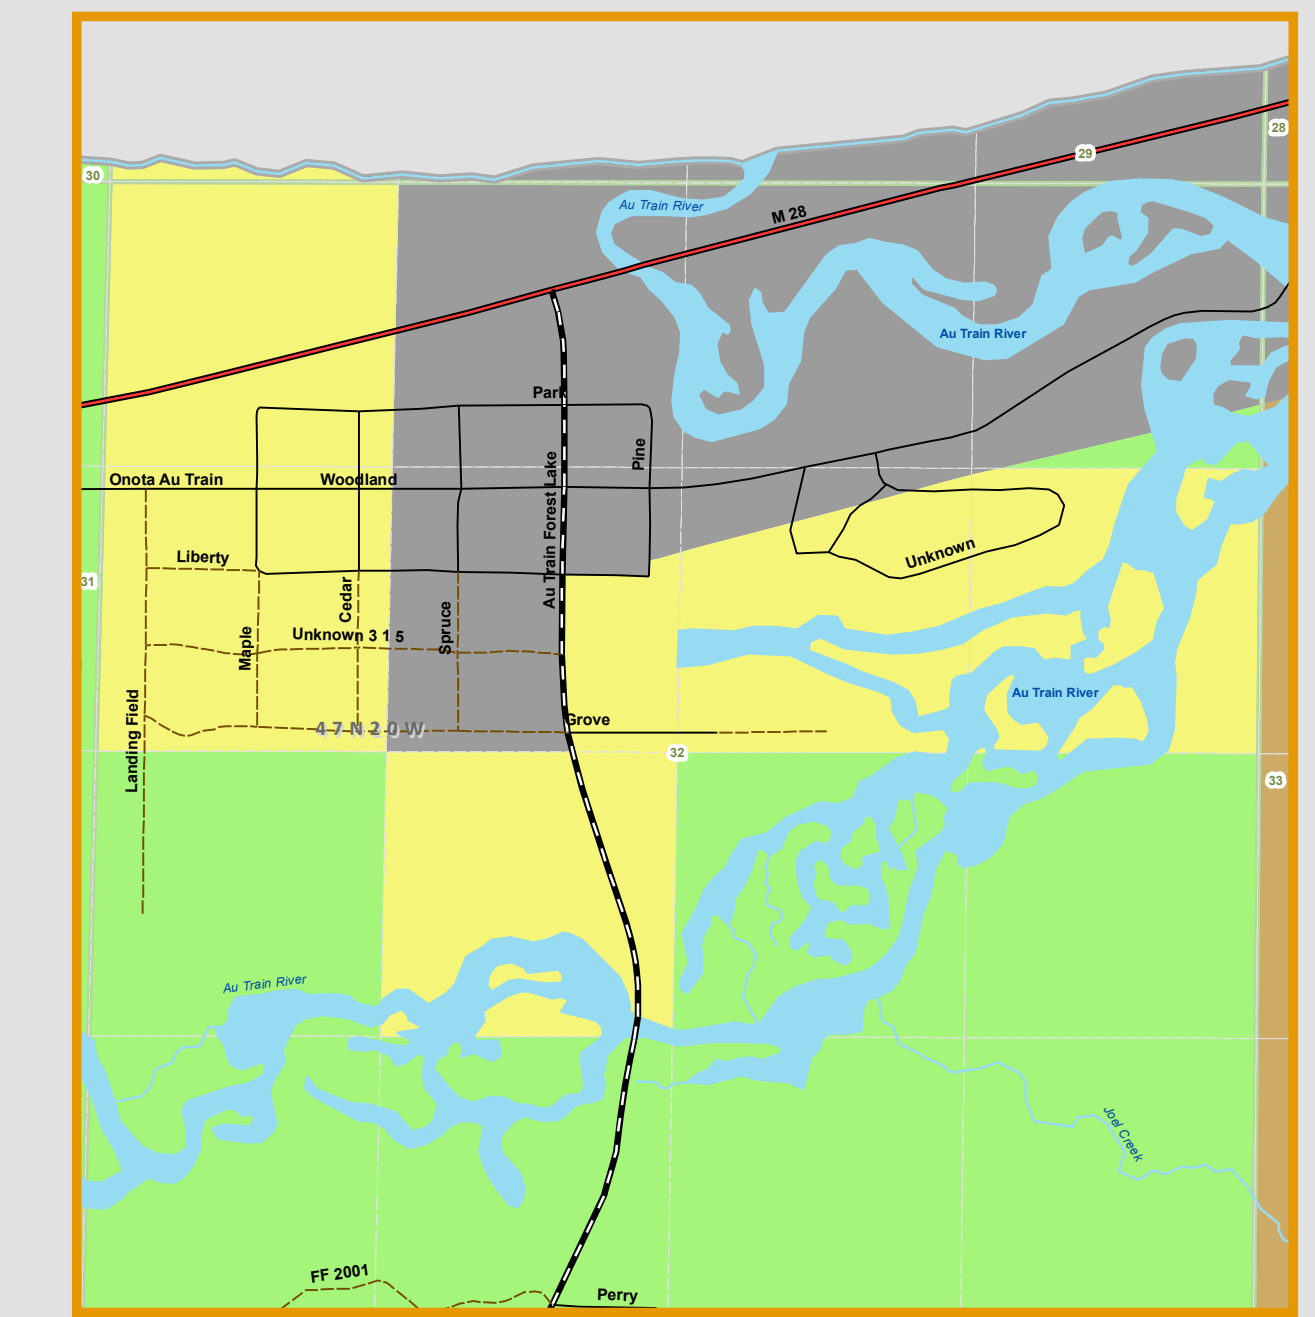 28
29
30
Au Train River
M 28
Au Train River
Park
Pine
Onota Au Train
Woodland
Au Train Forest Lake
Unknown
Liberty
31
Cedar
Spruce
Maple
Unknown 3 1 5
Landing Field
Au Train River
Grove
4 7 N 2 0 W
32
33
Au Train River
Joel Creek
FF 2001
Perry